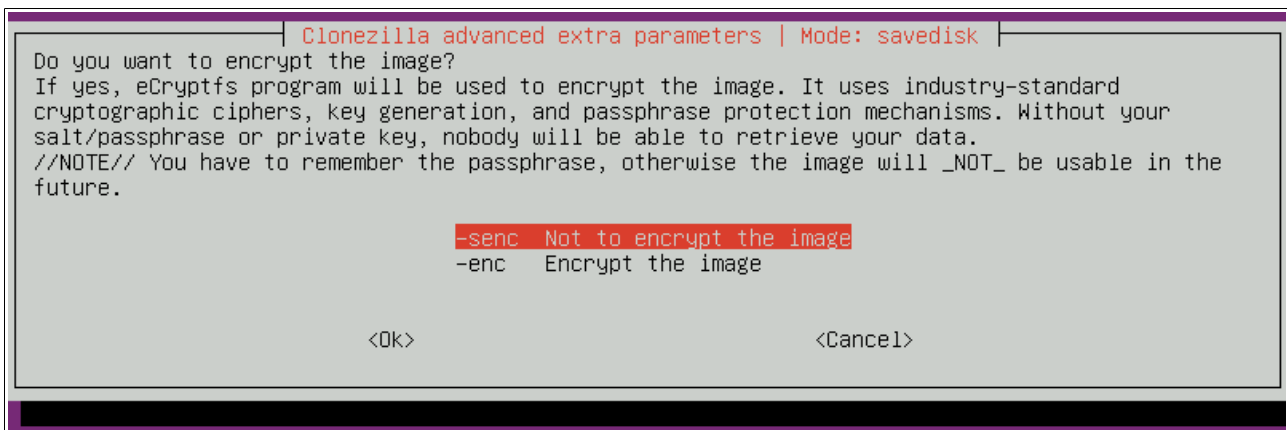 Clonezilla advanced extra parameters | Mode: savedisk
Do you want to encrypt the image?
If yes, eCryptfs program will be used to encrypt the image. It uses industry-standard
cryptographic ciphers, key generation, and passphrase protection mechanisms. Without your
salt/passphrase or private key, nobody will be able to retrieve your data.
//NOTE// You have to remember the passphrase, otherwise the image will _NOT_ be usable in the
future.
-senc  Not to encrypt the image
-enc   Encrypt the image
<Ok> <Cancel>